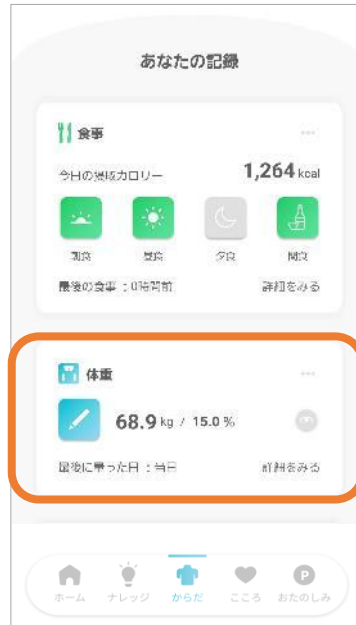 あなたの記録
食事
今日の摂取カロリー 1,264 kcal
朝食 昼食 夕食 間食
最後の食事：0時間前 詳細をみる
体重
68.9 kg / 15.0 %
最後に量った日：当日 詳細をみる
ホーム ナレッジ からだ こころ おたのしみ
P